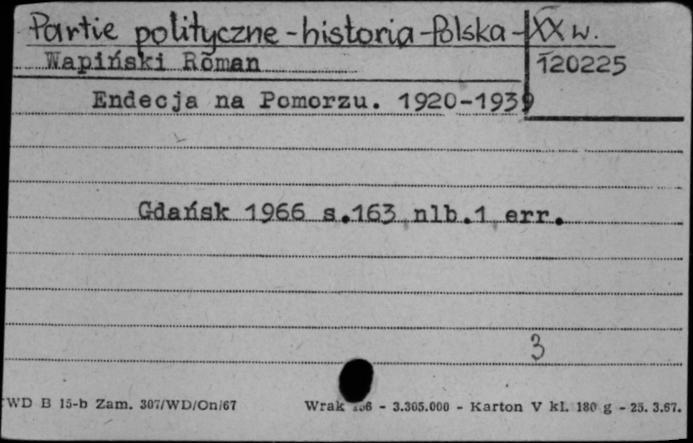 Partie polityczne - historia - Polska - XX w.
Wapiński Roman
120225
Endecja na Pomorzu. 1920-1939
Gdańsk 1966 s.163 nlb.1 err.
3
WD B 15-b Zam. 307/WD/On/67 Wrak - 3.305.000 - Karton V kl. 180 g - 25. 3.67.